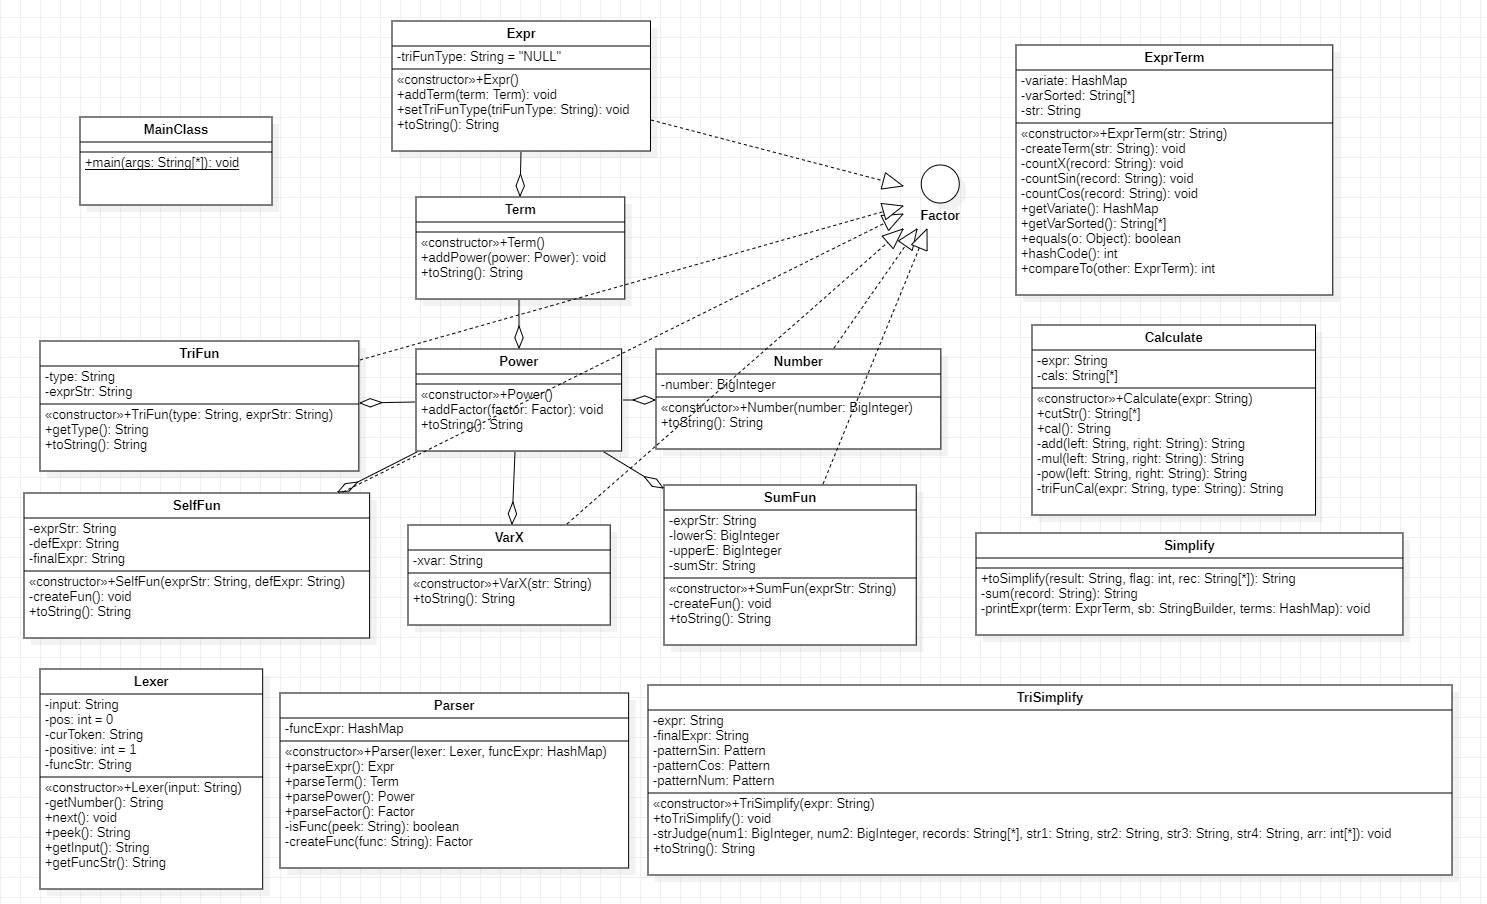 Expr
-triFunType: String = "NULL"
«constructor»+Expr()
+addTerm(term: Term): void
+setTriFunType(triFunType: String): void
+toString(): String
ExprTerm
-variate: HashMap
-varSorted: String[*]
-str: String
«constructor»+ExprTerm(str: String)
-createTerm(str: String): void
-countX(record: String): void
-countSin(record: String): void
-countCos(record: String): void
+getVariate(): HashMap
+getVarSorted(): String[*]
+equals(o: Object): boolean
+hashCode(): int
+compareTo(other: ExprTerm): int
MainClass
+main(args: String[*]): void
Factor
Term
«constructor»+Term()
+addPower(power: Power): void
+toString(): String
TriFun
-type: String
-exprStr: String
«constructor»+TriFun(type: String, exprStr: String)
+getType(): String
+toString(): String
Power
«constructor»+Power()
+addFactor(factor: Factor): void
+toString(): String
Number
-number: BigInteger
«constructor»+Number(number: BigInteger)
+toString(): String
Calculate
-expr: String
-cals: String[*]
«constructor»+Calculate(expr: String)
+cutStr(): String[*]
+cal(): String
-add(left: String, right: String): String
-mul(left: String, right: String): String
-pow(left: String, right: String): String
-triFunCal(expr: String, type: String): String
SelfFun
-exprStr: String
-defExpr: String
-finalExpr: String
«constructor»+SelfFun(exprStr: String, defExpr: String)
-createFun(): void
+toString(): String
VarX
-xvar: String
«constructor»+VarX(str: String)
+toString(): String
SumFun
-exprStr: String
-lowerS: BigInteger
-upperE: BigInteger
-sumStr: String
«constructor»+SumFun(exprStr: String)
-createFun(): void
+toString(): String
Simplify
+toSimplify(result: String, flag: int, rec: String[*]): String
-sum(record: String): String
-printExpr(term: ExprTerm, sb: StringBuilder, terms: HashMap): void
Lexer
-input: String
-pos: int = 0
-curToken: String
-positive: int = 1
-funcStr: String
«constructor»+Lexer(input: String)
-getNumber(): String
+next(): void
+peek(): String
+getInput(): String
+getFuncStr(): String
Parser
-funcExpr: HashMap
«constructor»+Parser(lexer: Lexer, funcExpr: HashMap)
+parseExpr(): Expr
+parseTerm(): Term
+parsePower(): Power
+parseFactor(): Factor
-isFunc(peek: String): boolean
-createFunc(func: String): Factor
TriSimplify
-expr: String
-finalExpr: String
-patternSin: Pattern
-patternCos: Pattern
-patternNum: Pattern
«constructor»+TriSimplify(expr: String)
+toTriSimplify(): void
-strJudge(num1: BigInteger, num2: BigInteger, records: String[*], str1: String, str2: String, str3: String, str4: String, arr: int[*]): void
+toString(): String